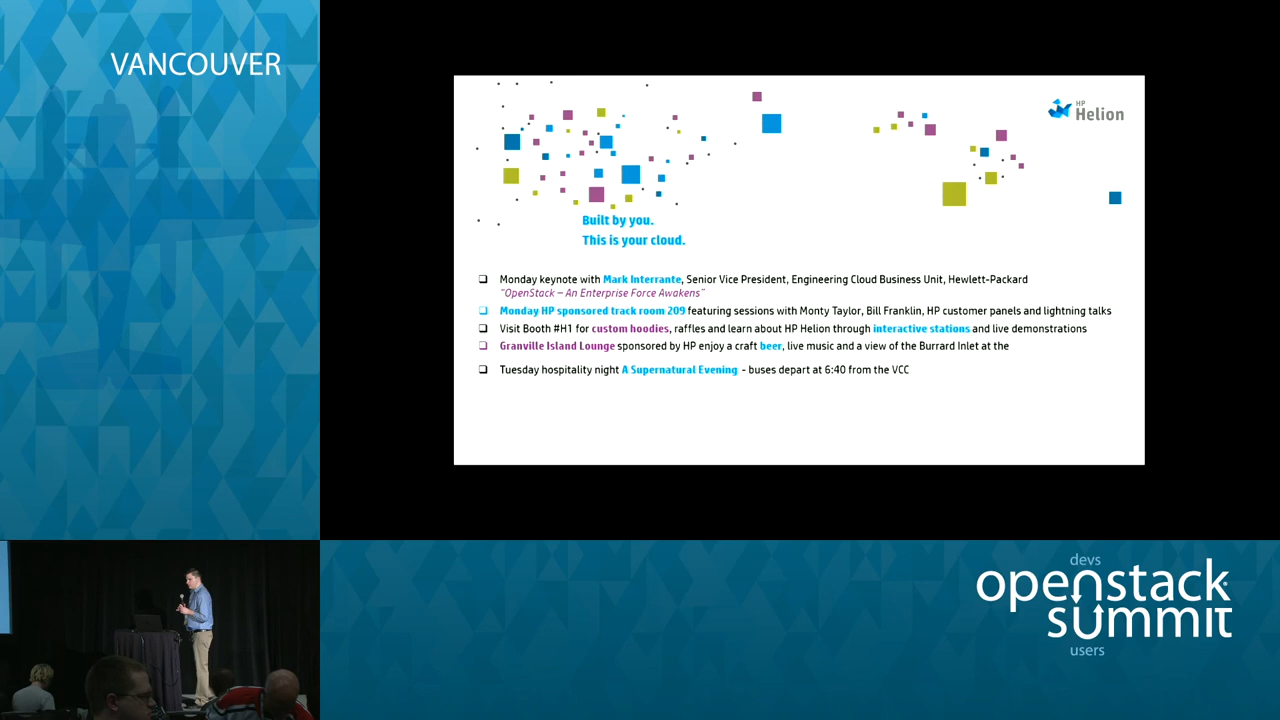 VANCOUVER
HP
Helion
Built by you.
This is your cloud.
Monday keynote with Mark Interrante, Senior Vice President, Engineering Cloud Business Unit, Hewlett-Packard
"OpenStack – An Enterprise Force Awakens"
Monday HP sponsored track room 209 featuring sessions with Monty Taylor, Bill Franklin, HP customer panels and lightning talks
Visit Booth #H1 for custom hoodies, raffles and learn about HP Helion through interactive stations and live demonstrations
Granville Island Lounge sponsored by HP enjoy a craft beer, live music and a view of the Burrard Inlet at the
Tuesday hospitality night A Supernatural Evening - buses depart at 6:40 from the VCC
devs
openstack
summit
users